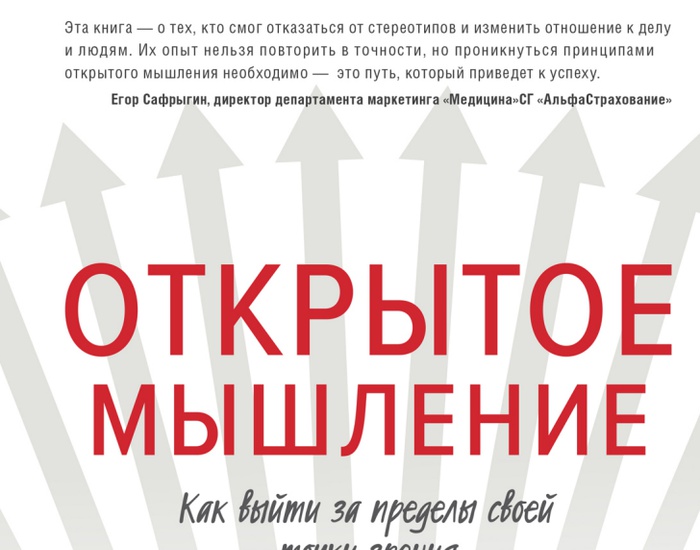 Эта книга — о тех, кто смог отказаться от стереотипов и изменить отношение к делу
и людям. Их опыт нельзя повторить в точности, но проникнуться принципами
открытого мышления необходимо — это путь, который приведет к успеху.
Егор Сафрыгин, директор департамента маркетинга «Медицина»СГ «АльфаСтрахование»
ОТКРЫТОЕ
МЫШЛЕНИЕ
Как выйти за пределы своей
точки зрения